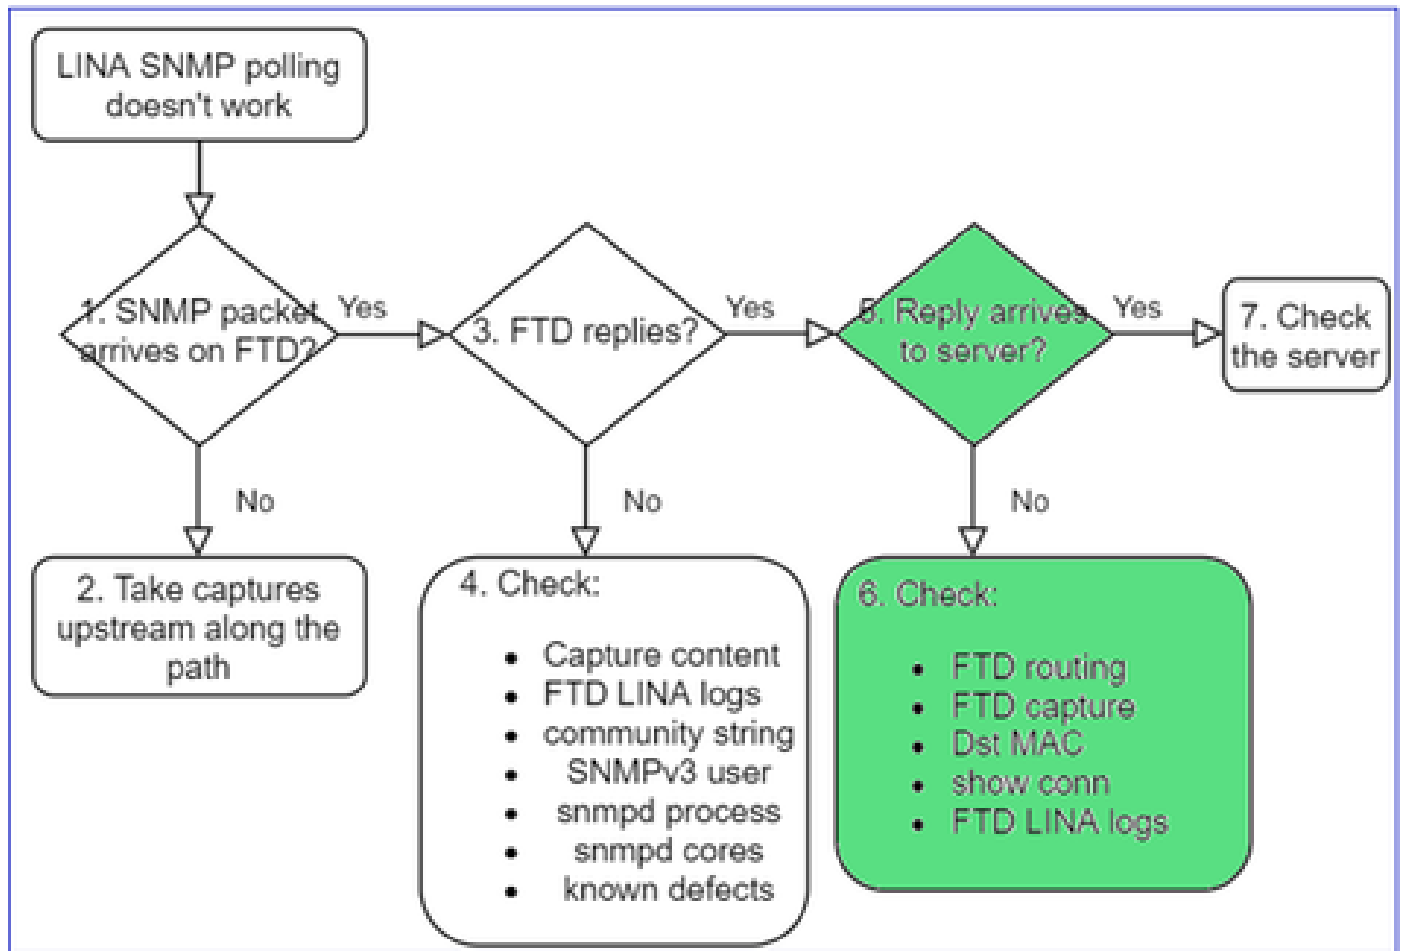 LINA SNMP polling
doesn't work
1. SNMP packet
arrives on FTD?
Yes
3. FTD replies?
Yes
5. Reply arrives
to server?
Yes
7. Check
the server
No
No
No
2. Take captures
upstream along the
path
4. Check:
• Capture content
• FTD LINA logs
• community string
• SNMPv3 user
• snmpd process
• snmpd cores
• known defects
6. Check:
• FTD routing
• FTD capture
• Dst MAC
• show conn
• FTD LINA logs